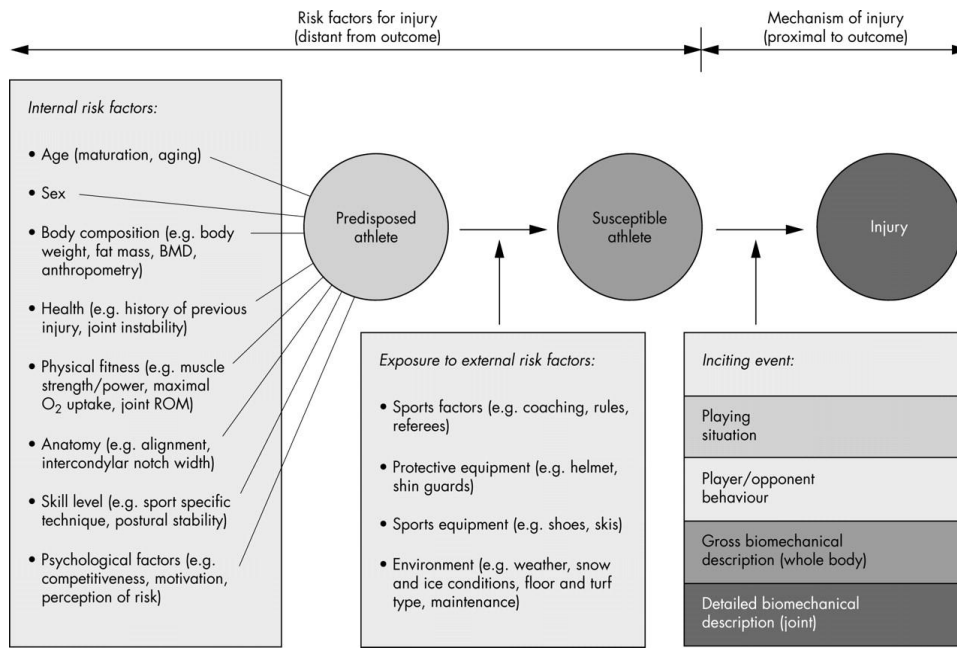 Risk factors for injury
(distant from outcome)
Mechanism of injury
(proximal to outcome)
Internal risk factors:
• Age (maturation, aging)
• Sex
• Body composition (e.g. body
weight, fat mass, BMD,
anthropometry)
• Health (e.g. history of previous
injury, joint instability)
• Physical fitness (e.g. muscle
strength/power, maximal
O₂ uptake, joint ROM)
• Anatomy (e.g. alignment,
intercondylar notch width)
• Skill level (e.g. sport specific
technique, postural stability)
• Psychological factors (e.g.
competitiveness, motivation,
perception of risk)
Predisposed
athlete
Susceptible
athlete
Injury
Exposure to external risk factors:
• Sports factors (e.g. coaching, rules,
referees)
• Protective equipment (e.g. helmet,
shin guards)
• Sports equipment (e.g. shoes, skis)
• Environment (e.g. weather, snow
and ice conditions, floor and turf
type, maintenance)
Inciting event:
Playing
situation
Player/opponent
behaviour
Gross biomechanical
description (whole body)
Detailed biomechanical
description (joint)